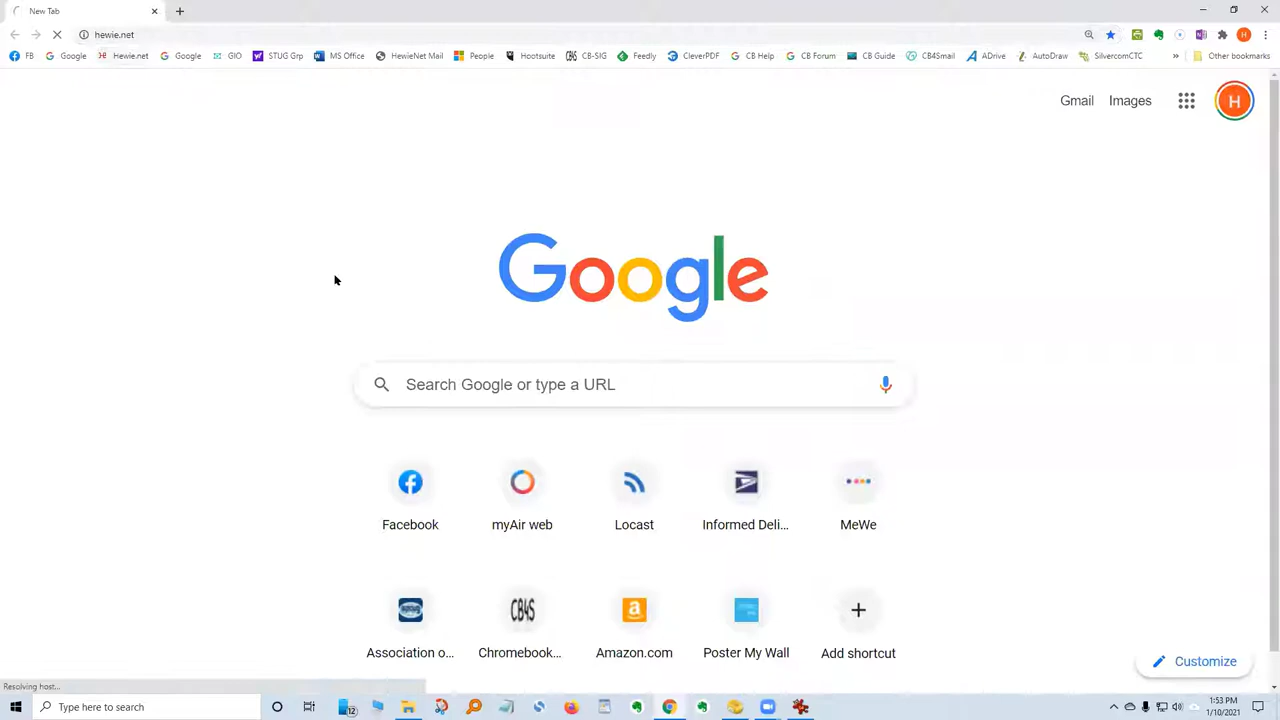 New Tab
hewie.net
FB Google Hewie.net Google GIO STUG Grp MS Office HewieNet Mail People Hootsuite CB-SIG Feedly CleverPDF CB Help CB Forum CB Guide CB4Smail ADrive AutoDraw SilvercomCTC » Other bookmarks
Gmail Images H
Google
Search Google or type a URL
Facebook myAir web Locast Informed Deli... MeWe
CB4S
Association o... Chromebook... Amazon.com Poster My Wall Add shortcut
Customize
Resolving host...
Type here to search 12 1:53 PM
1/10/2021